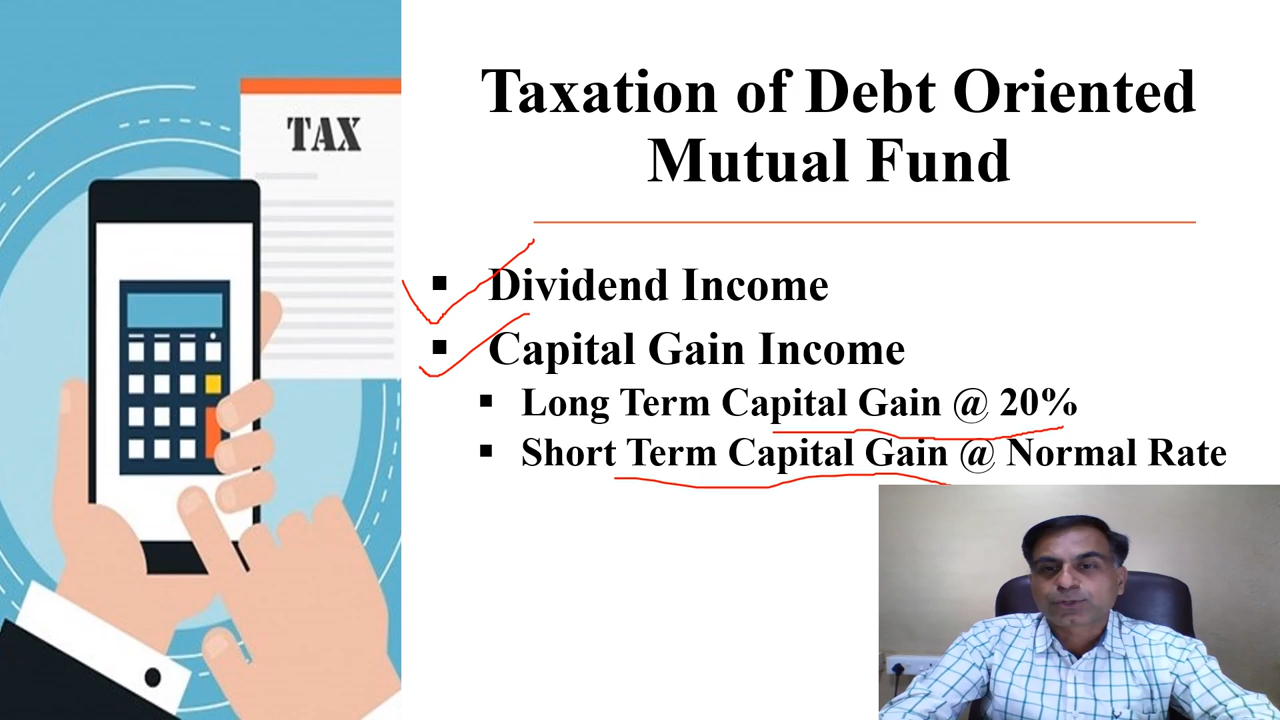 TAX
Taxation of Debt Oriented
Mutual Fund
▪ Dividend Income
▪ Capital Gain Income
▪ Long Term Capital Gain @ 20%
▪ Short Term Capital Gain @ Normal Rate